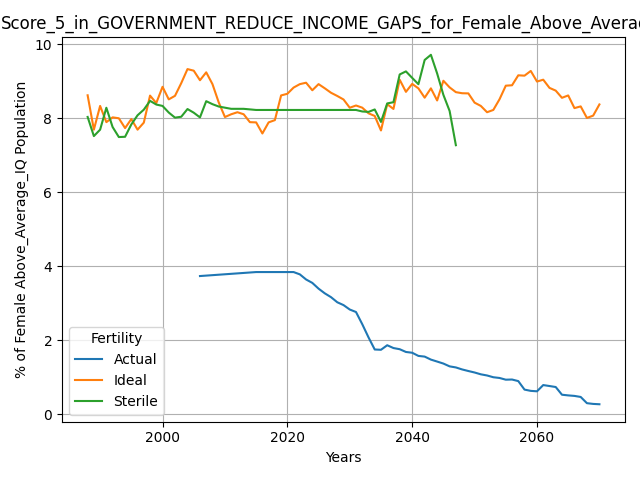 Score_5_in_GOVERNMENT_REDUCE_INCOME_GAPS_for_Female_Above_Avera
% of Female Above_Average_IQ Population
10
8
6
4
2
0
Fertility
Actual
Ideal
Sterile
2000
2020
2040
2060
Years